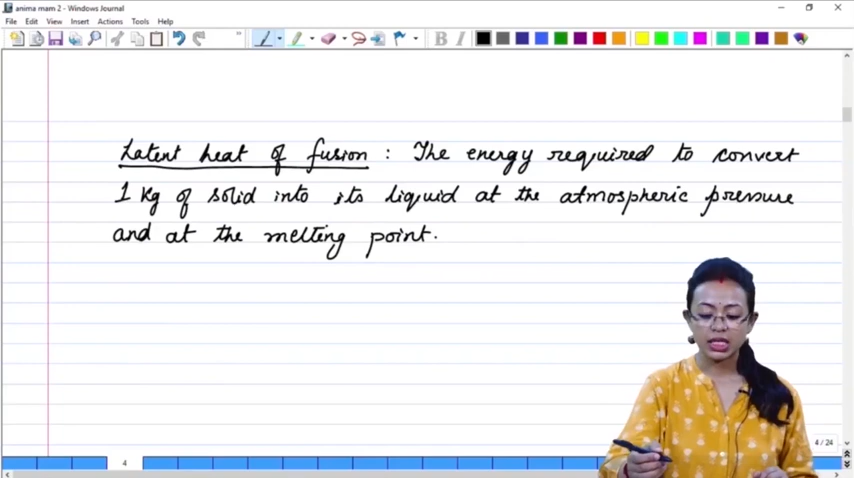 anima mam 2 - Windows Journal
File Edit View Insert Actions Tools Help
B I
Latent heat of fusion : The energy required to convert
1 Kg of solid into its liquid at the atmospheric pressure
and at the melting point.
4 / 24
4